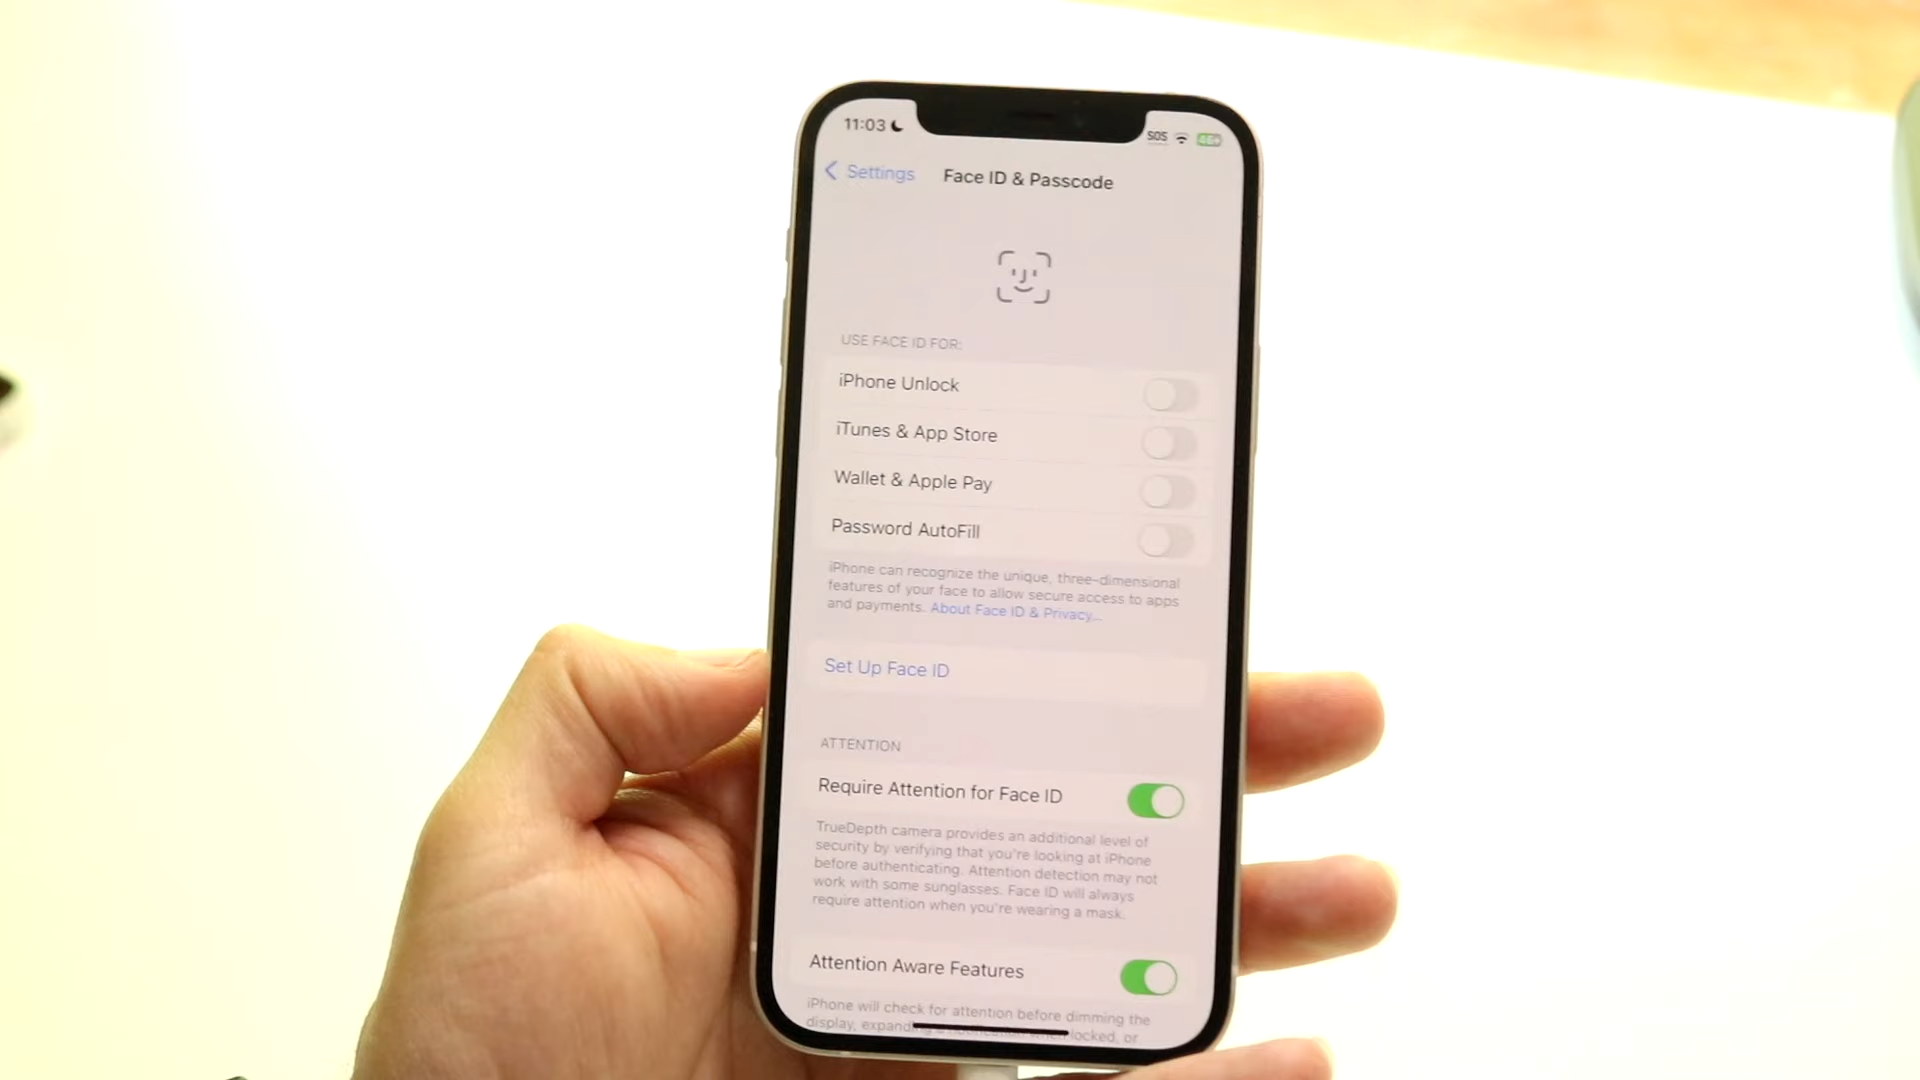 11:03
SOS
Settings
Face ID & Passcode
USE FACE ID FOR:
iPhone Unlock
iTunes & App Store
Wallet & Apple Pay
Password AutoFill
iPhone can recognize the unique, three-dimensional
features of your face to allow secure access to apps
and payments. About Face ID & Privacy...
Set Up Face ID
ATTENTION
Require Attention for Face ID
TrueDepth camera provides an additional level of
security by verifying that you're looking at iPhone
before authenticating. Attention detection may not
work with some sunglasses. Face ID will always
require attention when you're wearing a mask.
Attention Aware Features
iPhone will check for attention before dimming the
display, expanding a notification when locked, or